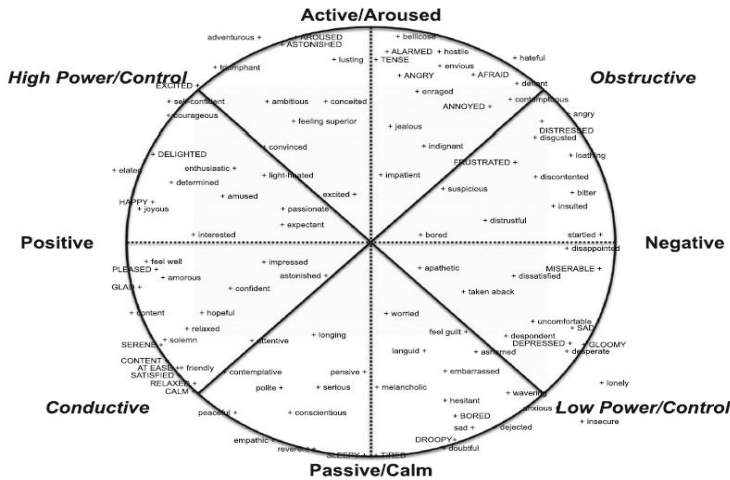 Active/Aroused
adventurous +
+ AROUSED
+ bellicose
+ ASTONISHED
+ ALARMED
+ hostile
+ lusting
+ TENSE
+ hateful
+ triumphant
+ envious
+ ANGRY
+ AFRAID
High Power/Control
Obstructive
EXCITED +
+ defiant
+ enraged
+ self-confident
+ ambitious
+ conceited
ANNOYED +
+ contemptuous
+ courageous
+ angry
+ feeling superior
+ jealous
DISTRESSED
+ disgusted
+ convinced
+ indignant
+ DELIGHTED
+ loathing
FRUSTRATED +
+ elated
enthusiastic +
+ light-heated
+ impatient
+ discontented
+ determined
+ suspicious
+ bitter
+ amused
excited +
HAPPY +
+ joyous
+ passionate
+ insulted
+ distrustful
+ expectant
+ interested
+ bored
startled +
Positive
Negative
+ disappointed
+ feel well
+ impressed
PLEASED +
+ apathetic
MISERABLE +
+ amorous
astonished +
+ dissatisfied
GLAD +
+ confident
+ taken aback
+ content
+ hopeful
+ worried
+ uncomfortable
+ relaxed
feel guilt +
+ SAD
+ longing
+ despondent
+ solemn
+ attentive
SERENE +
DEPRESSED +
+ GLOOMY
languid +
+ ashamed
+ desperate
CONTENT +
AT EASE +
+ friendly
+ contemplative
pensive +
+ embarrassed
SATISFIED +
RELAXED +
+ lonely
polite +
+ serious
+ melancholic
CALM +
+ wavering
+ hesitant
Conductive
Low Power/Control
peaceful +
+ conscientious
anxious +
+ BORED
+ insecure
sad +
+ dejected
empathic +
DROOPY +
reverent +
+ doubtful
SLEEPY +
+ TIRED
Passive/Calm